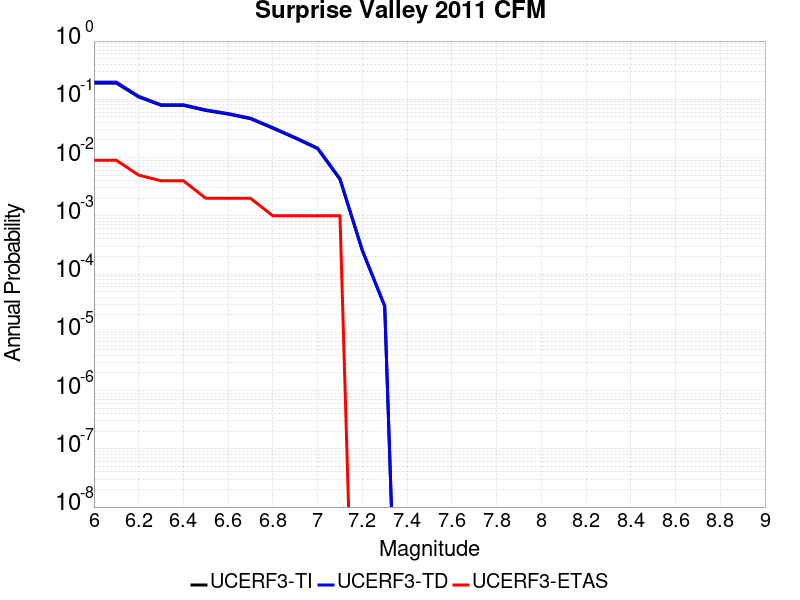 Surprise Valley 2011 CFM
10^0
10^-1
10^-2
10^-3
10^-4
10^-5
10^-6
10^-7
10^-8
Annual Probability
6 6.2 6.4 6.6 6.8 7 7.2 7.4 7.6 7.8 8 8.2 8.4 8.6 8.8 9
Magnitude
UCERF3-TI UCERF3-TD UCERF3-ETAS